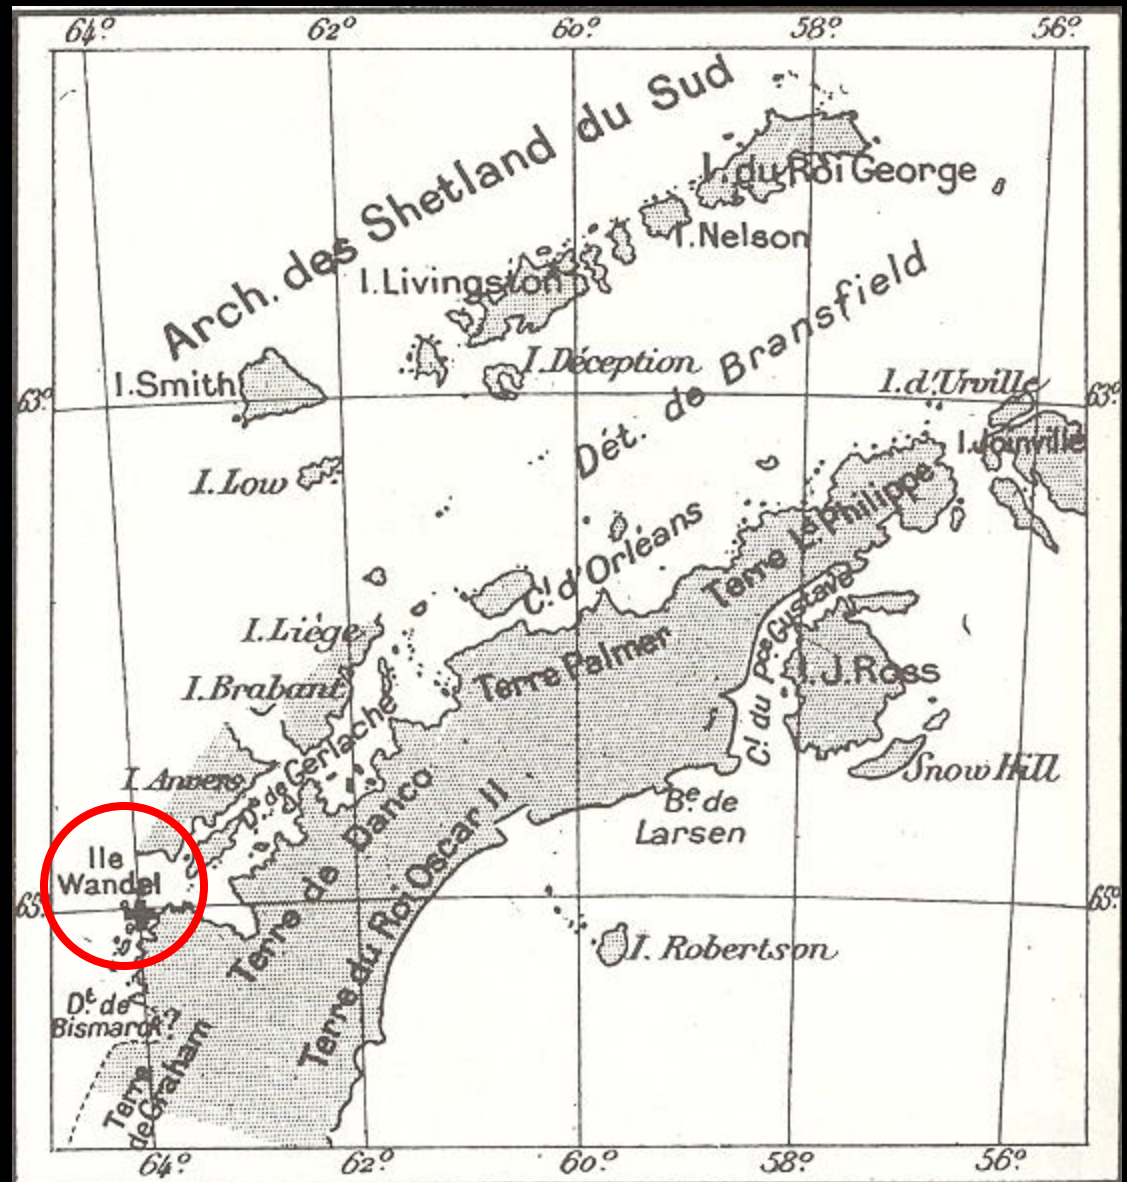 64° 62° 60° 58° 56°
Arch. des Shetland du Sud
I. du Roi George
I. Nelson
I. Livingston
Dét. de Bransfield
I. Déception
I. Smith
I. d'Urville
63° 63°
I. Joinville
I. Low
Cl. d'Orléans
Terre Ls. Philippe
Cl. du pce. Gustave
I. Liége
Terre Palmer
I. J. Ross
I. Brabant
Dt. de Gerlache
I. Anvers
Snow Hill
Be. de
Larsen
Terre de Danco
Terre du Roi Oscar II
Ile
Wandel
65° 65°
I. Robertson
Dt. de
Bismarck?
Terre
de Graham
64° 62° 60° 58° 56°